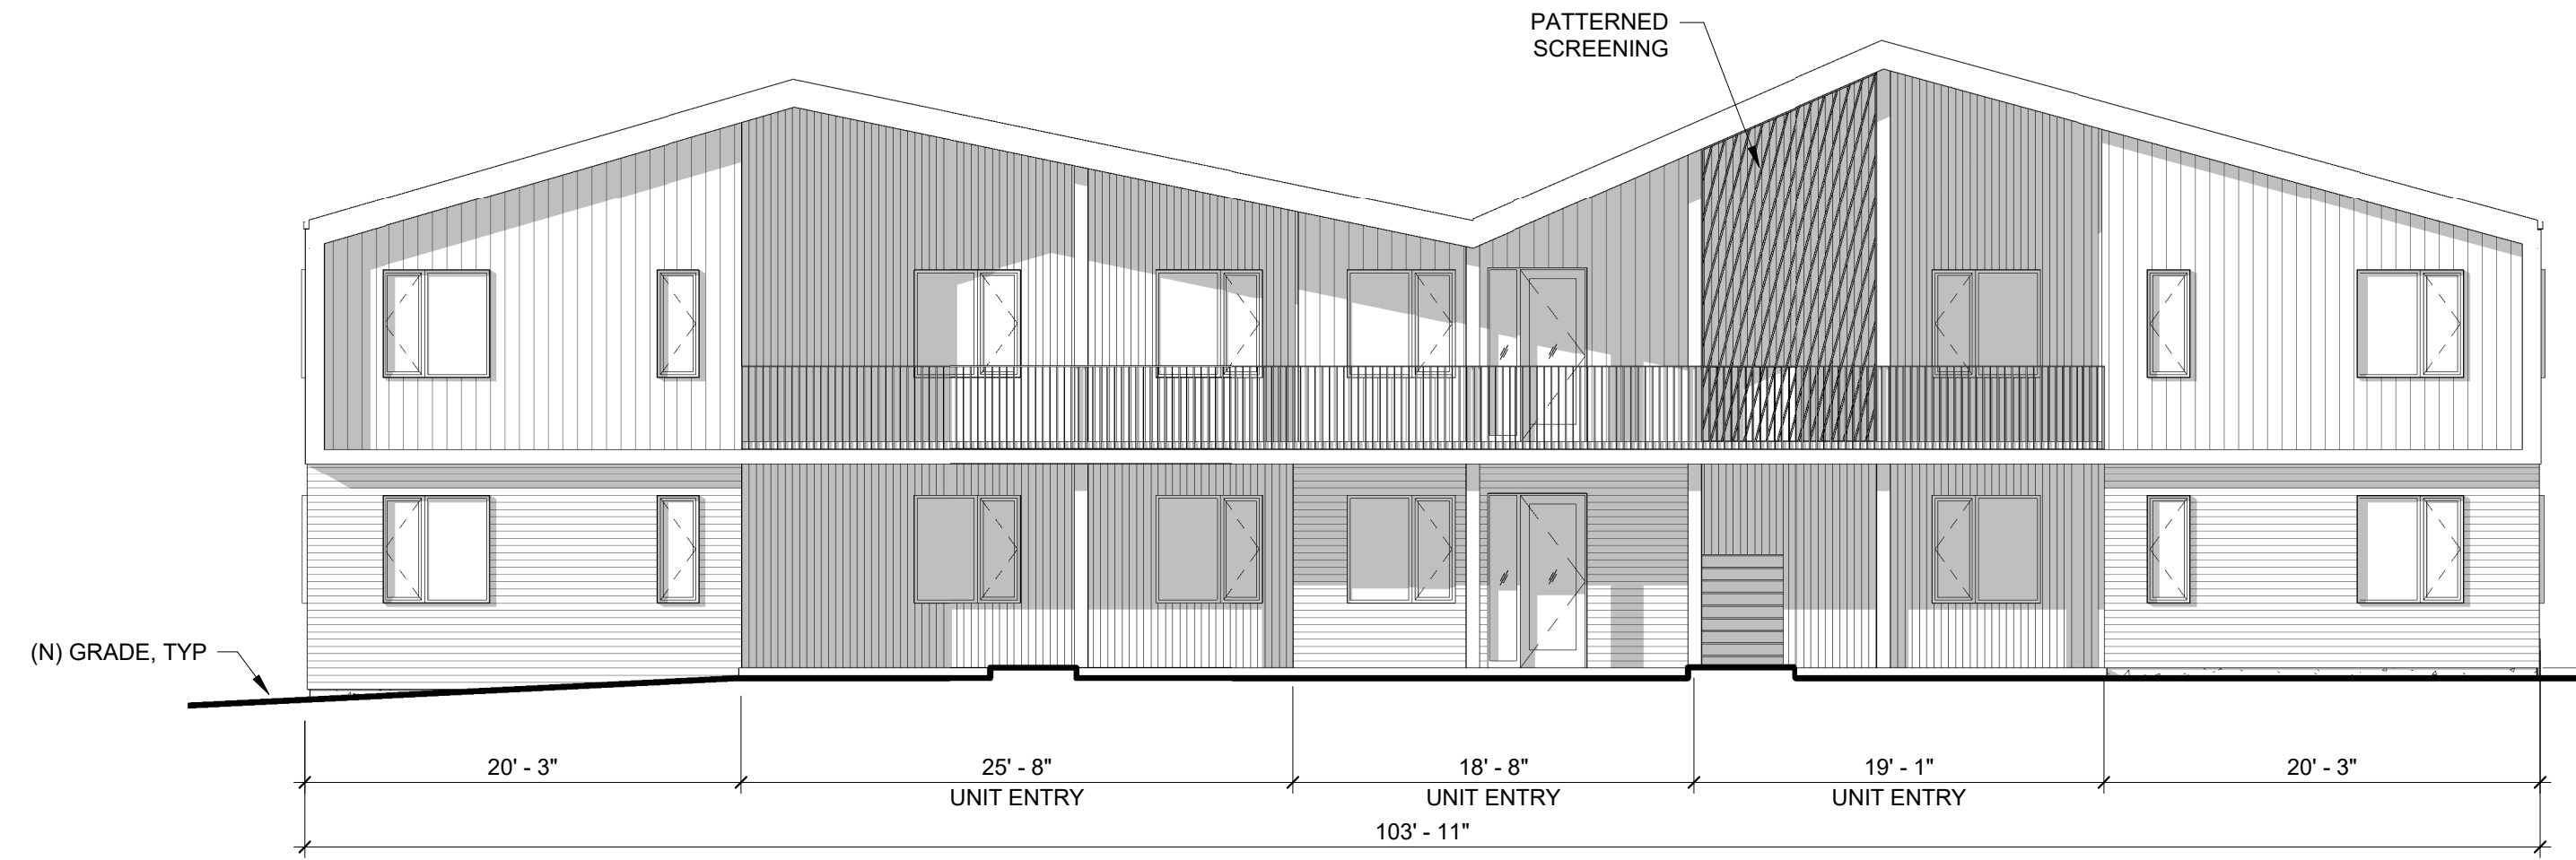 PATTERNED
SCREENING
(N) GRADE, TYP
20' - 3"
25' - 8"
18' - 8"
19' - 1"
20' - 3"
UNIT ENTRY
UNIT ENTRY
UNIT ENTRY
103' - 11"